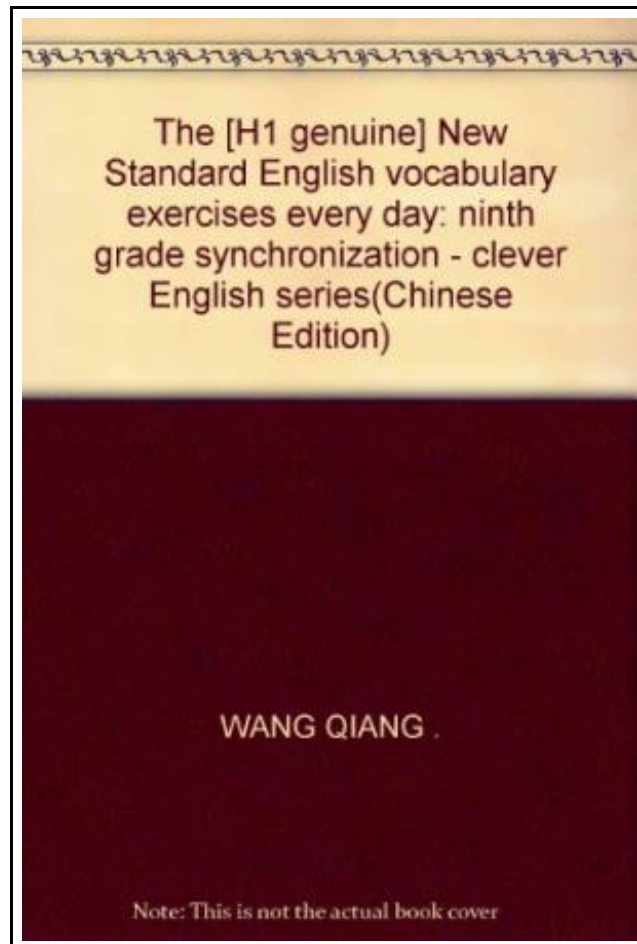 The [H1 genuine] New
Standard English vocabulary
exercises every day: ninth
grade synchronization - clever
English series(Chinese
Edition)
WANG QIANG .
Note: This is not the actual book cover